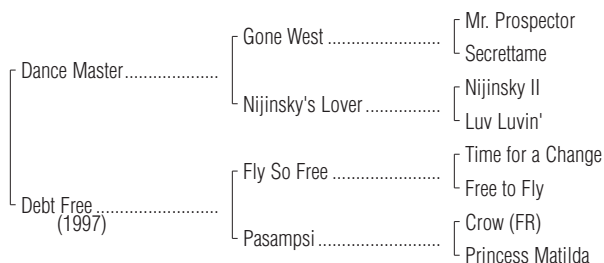 Mr. Prospector
Gone West ........................
Secrettame
Dance Master....................
Nijinsky II
Nijinsky's Lover ................
Luv Luvin'
Time for a Change
Fly So Free .......................
Free to Fly
Debt Free ..........................
(1997)
Crow (FR)
Pasampsi ..........................
Princess Matilda